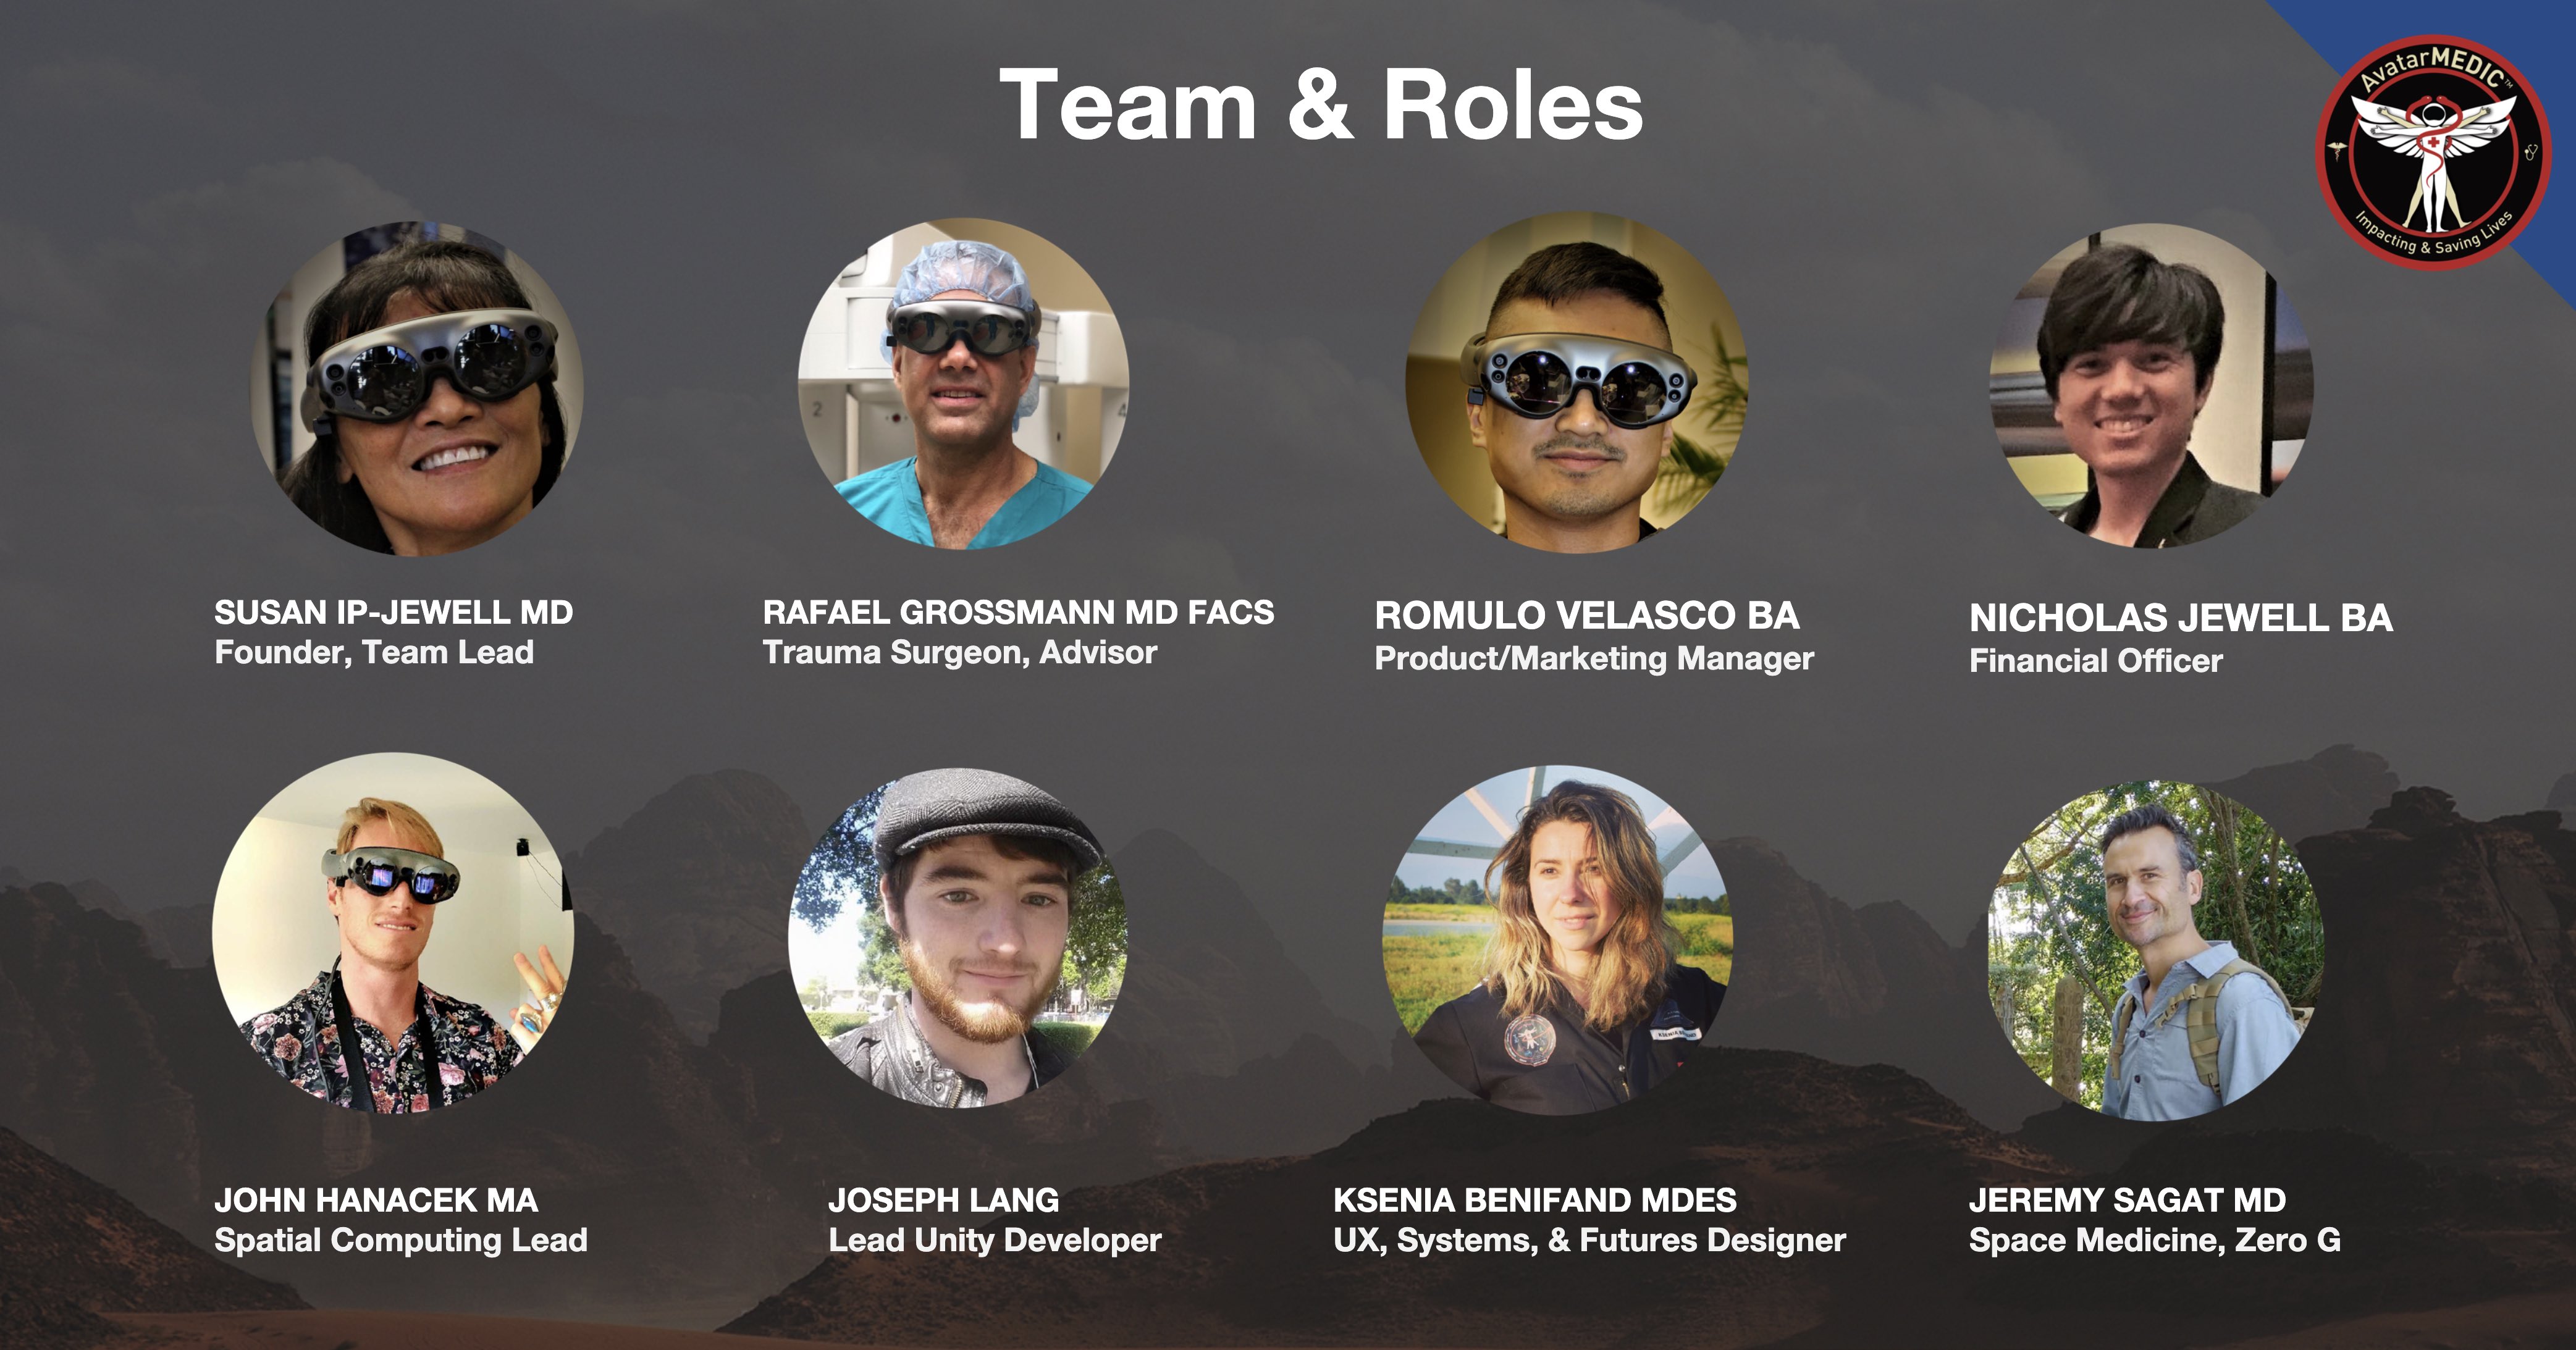 Team & Roles
AvatarMEDIC™
Impacting & Saving Lives
SUSAN IP-JEWELL MD
Founder, Team Lead
RAFAEL GROSSMANN MD FACS
Trauma Surgeon, Advisor
ROMULO VELASCO BA
Product/Marketing Manager
NICHOLAS JEWELL BA
Financial Officer
JOHN HANACEK MA
Spatial Computing Lead
JOSEPH LANG
Lead Unity Developer
KSENIA BENIFAND MDES
UX, Systems, & Futures Designer
JEREMY SAGAT MD
Space Medicine, Zero G
2
4